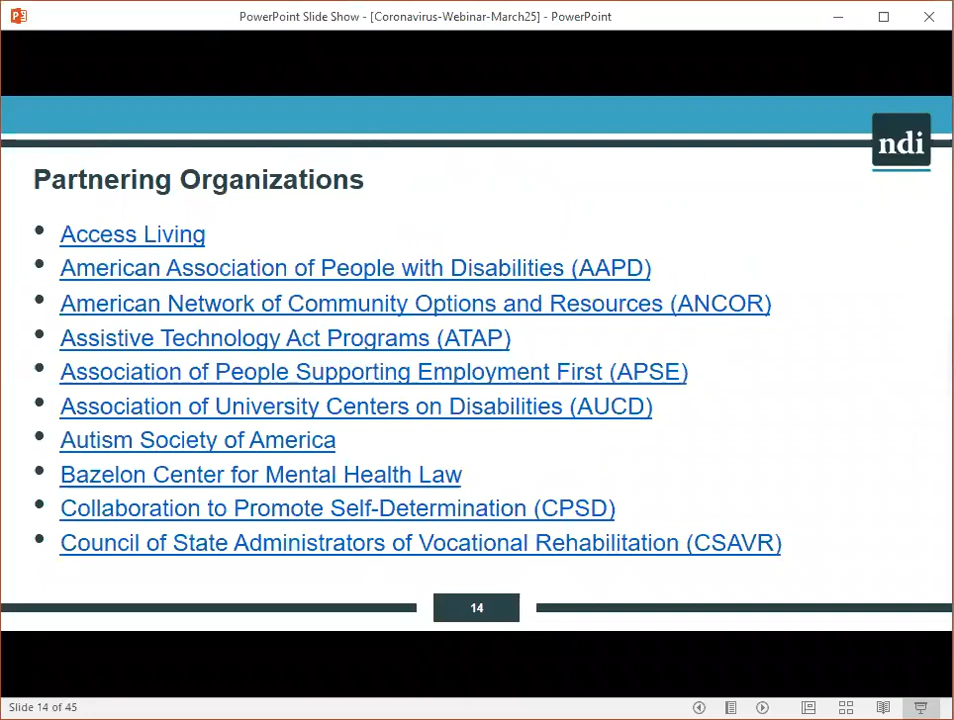 PowerPoint Slide Show - [Coronavirus-Webinar-March25] - PowerPoint
ndi
Partnering Organizations
• Access Living
• American Association of People with Disabilities (AAPD)
• American Network of Community Options and Resources (ANCOR)
• Assistive Technology Act Programs (ATAP)
• Association of People Supporting Employment First (APSE)
• Association of University Centers on Disabilities (AUCD)
• Autism Society of America
• Bazelon Center for Mental Health Law
• Collaboration to Promote Self-Determination (CPSD)
• Council of State Administrators of Vocational Rehabilitation (CSAVR)
14
Slide 14 of 45